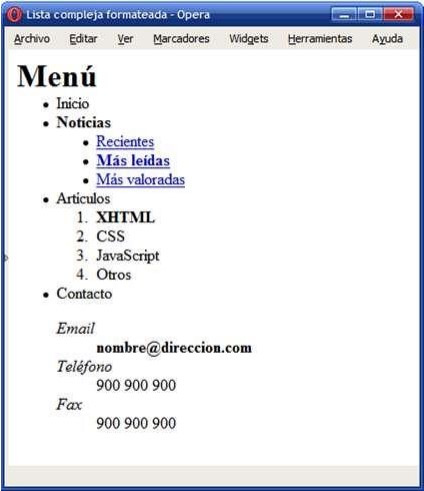 Lista compleja formateada - Opera
Archivo Editar Ver Marcadores Widgets Herramientas Ayuda
Menú
• Inicio
• Noticias
• Recientes
• Más leídas
• Más valoradas
• Artículos
1. XHTML
2. CSS
3. JavaScript
4. Otros
• Contacto
Email
nombre@direccion.com
Teléfono
900 900 900
Fax
900 900 900